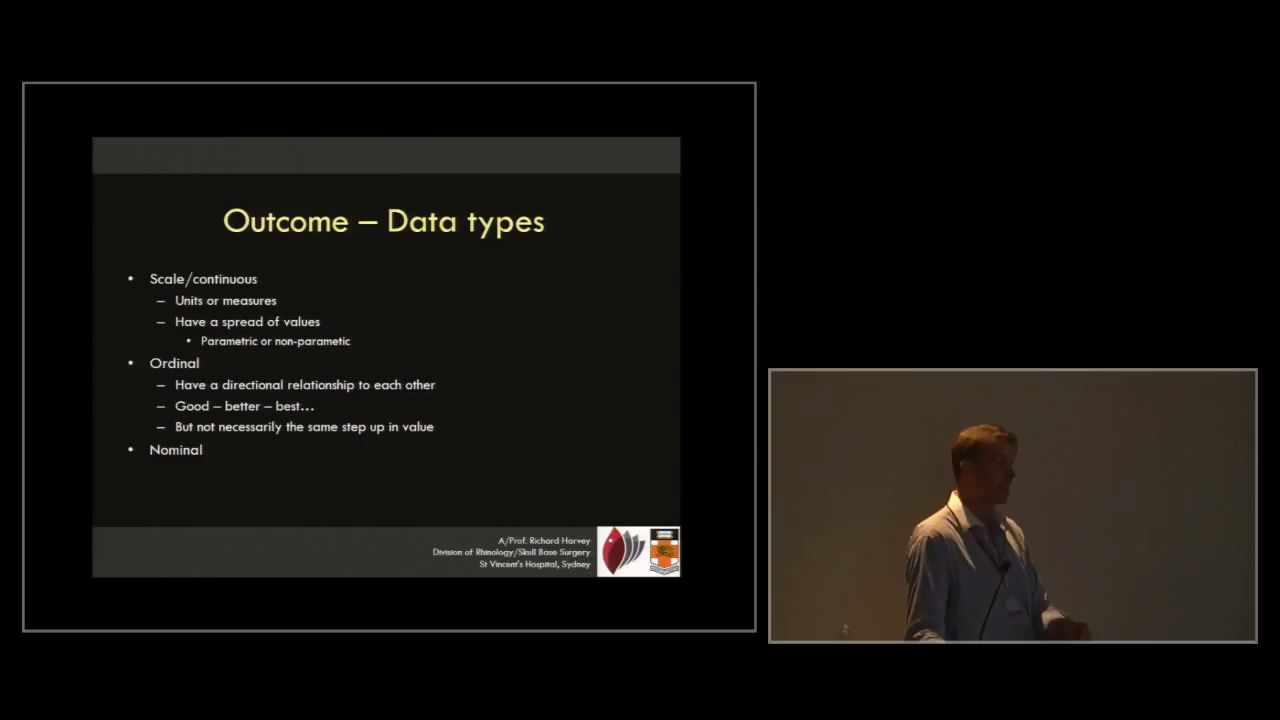 Outcome – Data types
• Scale/continuous
– Units or measures
– Have a spread of values
• Parametric or non-parametic
• Ordinal
– Have a directional relationship to each other
– Good – better – best...
– But not necessarily the same step up in value
• Nominal
A/Prof. Richard Harvey
Division of Rhinology/Skull Base Surgery
St Vincent's Hospital, Sydney